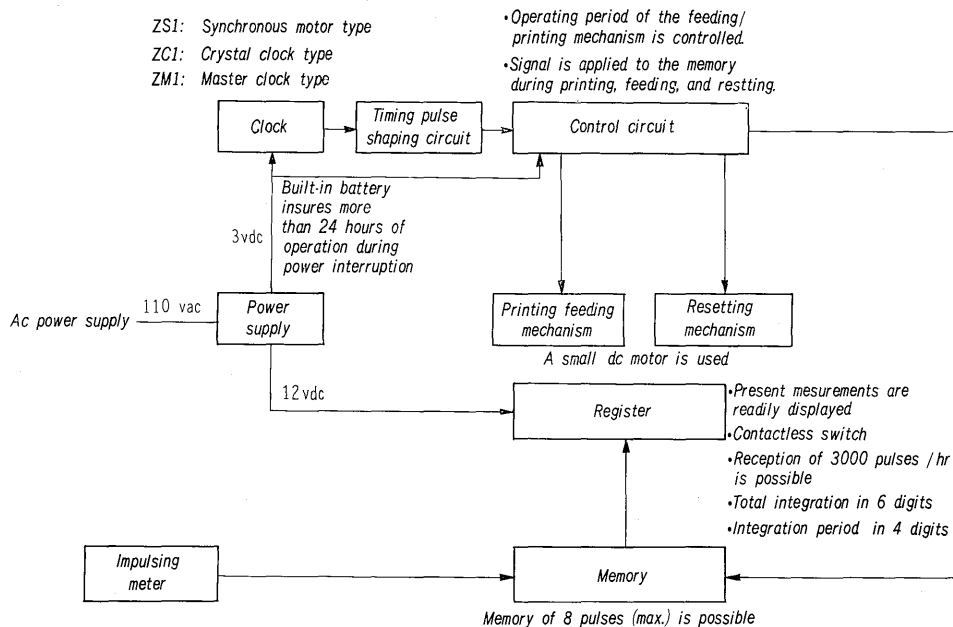 ZS1: Synchronous motor type
ZC1: Crystal clock type
ZM1: Master clock type
•Operating period of the feeding/
printing mechanism is controlled.
•Signal is applied to the memory
during printing, feeding, and restting.
Clock
Timing pulse
shaping circuit
Control circuit
Built-in battery
insures more
than 24 hours of
operation during
power interruption
3vdc
Ac power supply
110 vac
Power
supply
Printing feeding
mechanism
Resetting
mechanism
A small dc motor is used
12vdc
Register
•Present mesurements are
readily displayed
•Contactless switch
•Reception of 3000 pulses /hr
is possible
•Total integration in 6 digits
•Integration period in 4 digits
Impulsing
meter
Memory
Memory of 8 pulses (max.) is possible